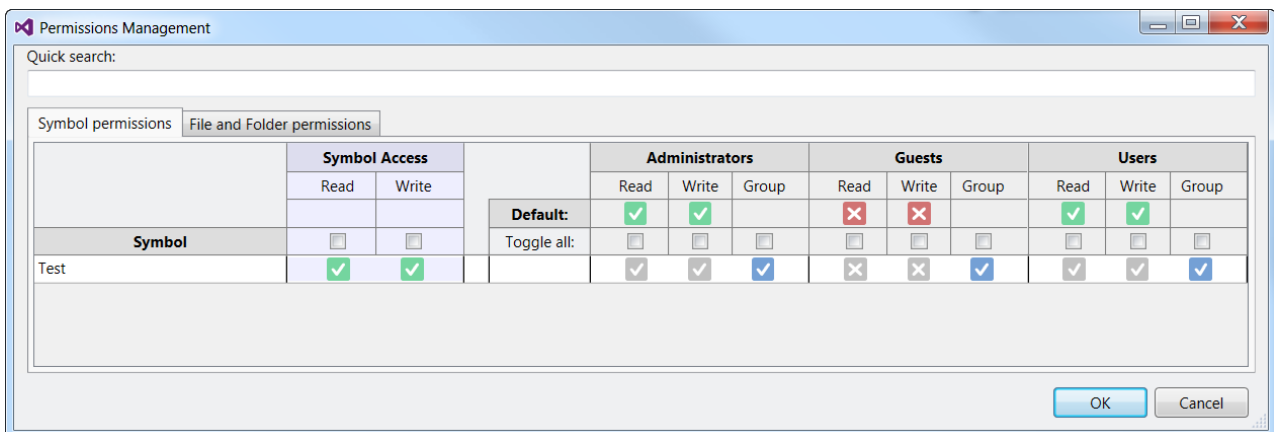 Permissions Management
Quick search:
Symbol permissions File and Folder permissions
Symbol Access Administrators Guests Users
Read Write Read Write Group Read Write Group Read Write Group
Default:
Symbol Toggle all:
Test
OK Cancel